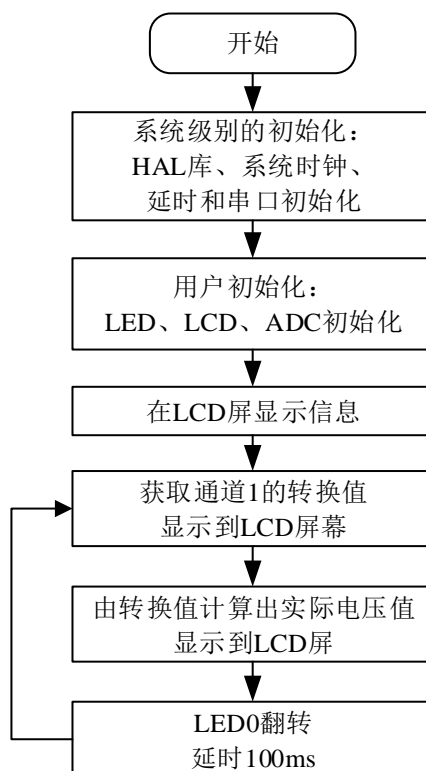 开始
系统级别的初始化：
HAL库、系统时钟、
延时和串口初始化
用户初始化：
LED、LCD、ADC初始化
在LCD屏显示信息
获取通道1的转换值
显示到LCD屏幕
由转换值计算出实际电压值
显示到LCD屏
LED0翻转
延时100ms